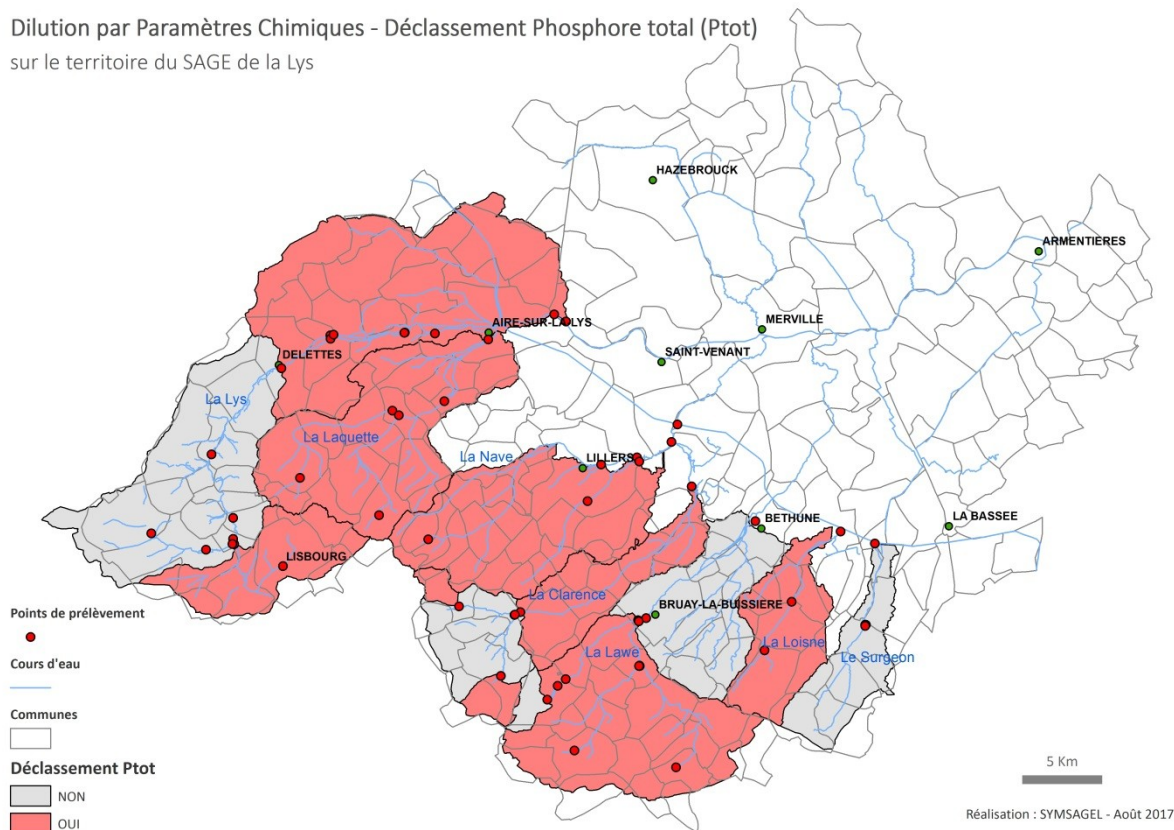 Dilution par Paramètres Chimiques - Déclassement Phosphore total (Ptot)
sur le territoire du SAGE de la Lys
HAZEBROUCK
ARMENTIERES
AIRE-SUR-LA-LYS
MERVILLE
DELETTES
SAINT-VENANT
La Lys
La Laquette
La Nave
LILLERS
BETHUNE
LA BASSEE
LISBOURG
La Clarence
BRUAY-LA-BUISSIERE
La Lawe
La Loisne
Le Surgeon
Points de prélèvement
Cours d'eau
Communes
Déclassement Ptot
NON
OUI
5 Km
Réalisation : SYMSAGEL - Août 2017